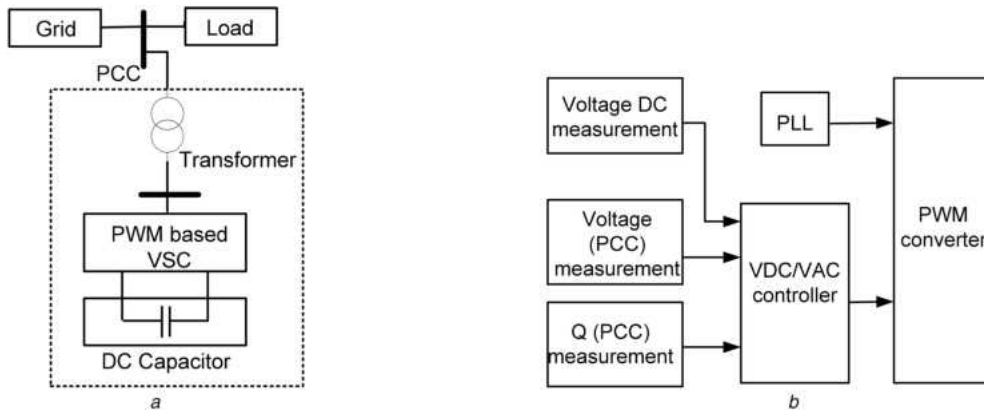 Grid
Load
PCC
Transformer
PWM based
VSC
DC Capacitor
a
Voltage DC
measurement
PLL
Voltage
(PCC)
measurement
VDC/VAC
controller
PWM
converter
Q (PCC)
measurement
b